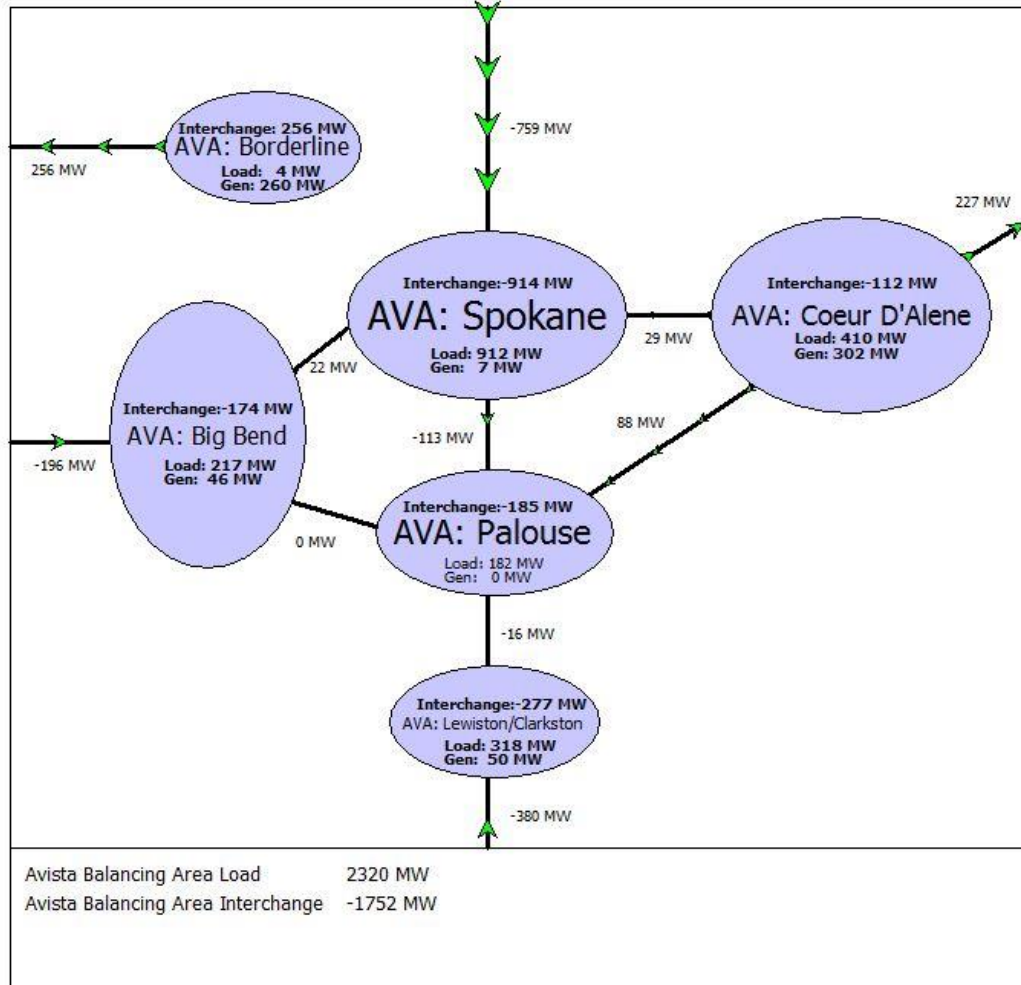 -759 MW
Interchange: 256 MW
AVA: Borderline
Load: 4 MW
Gen: 260 MW
256 MW
227 MW
Interchange:-914 MW
AVA: Spokane
Load: 912 MW
Gen: 7 MW
Interchange:-112 MW
AVA: Coeur D'Alene
Load: 410 MW
Gen: 302 MW
29 MW
22 MW
Interchange:-174 MW
AVA: Big Bend
Load: 217 MW
Gen: 46 MW
-196 MW
-113 MW
88 MW
Interchange:-185 MW
AVA: Palouse
Load: 182 MW
Gen: 0 MW
0 MW
-16 MW
Interchange:-277 MW
AVA: Lewiston/Clarkston
Load: 318 MW
Gen: 50 MW
-380 MW
Avista Balancing Area Load 2320 MW
Avista Balancing Area Interchange -1752 MW